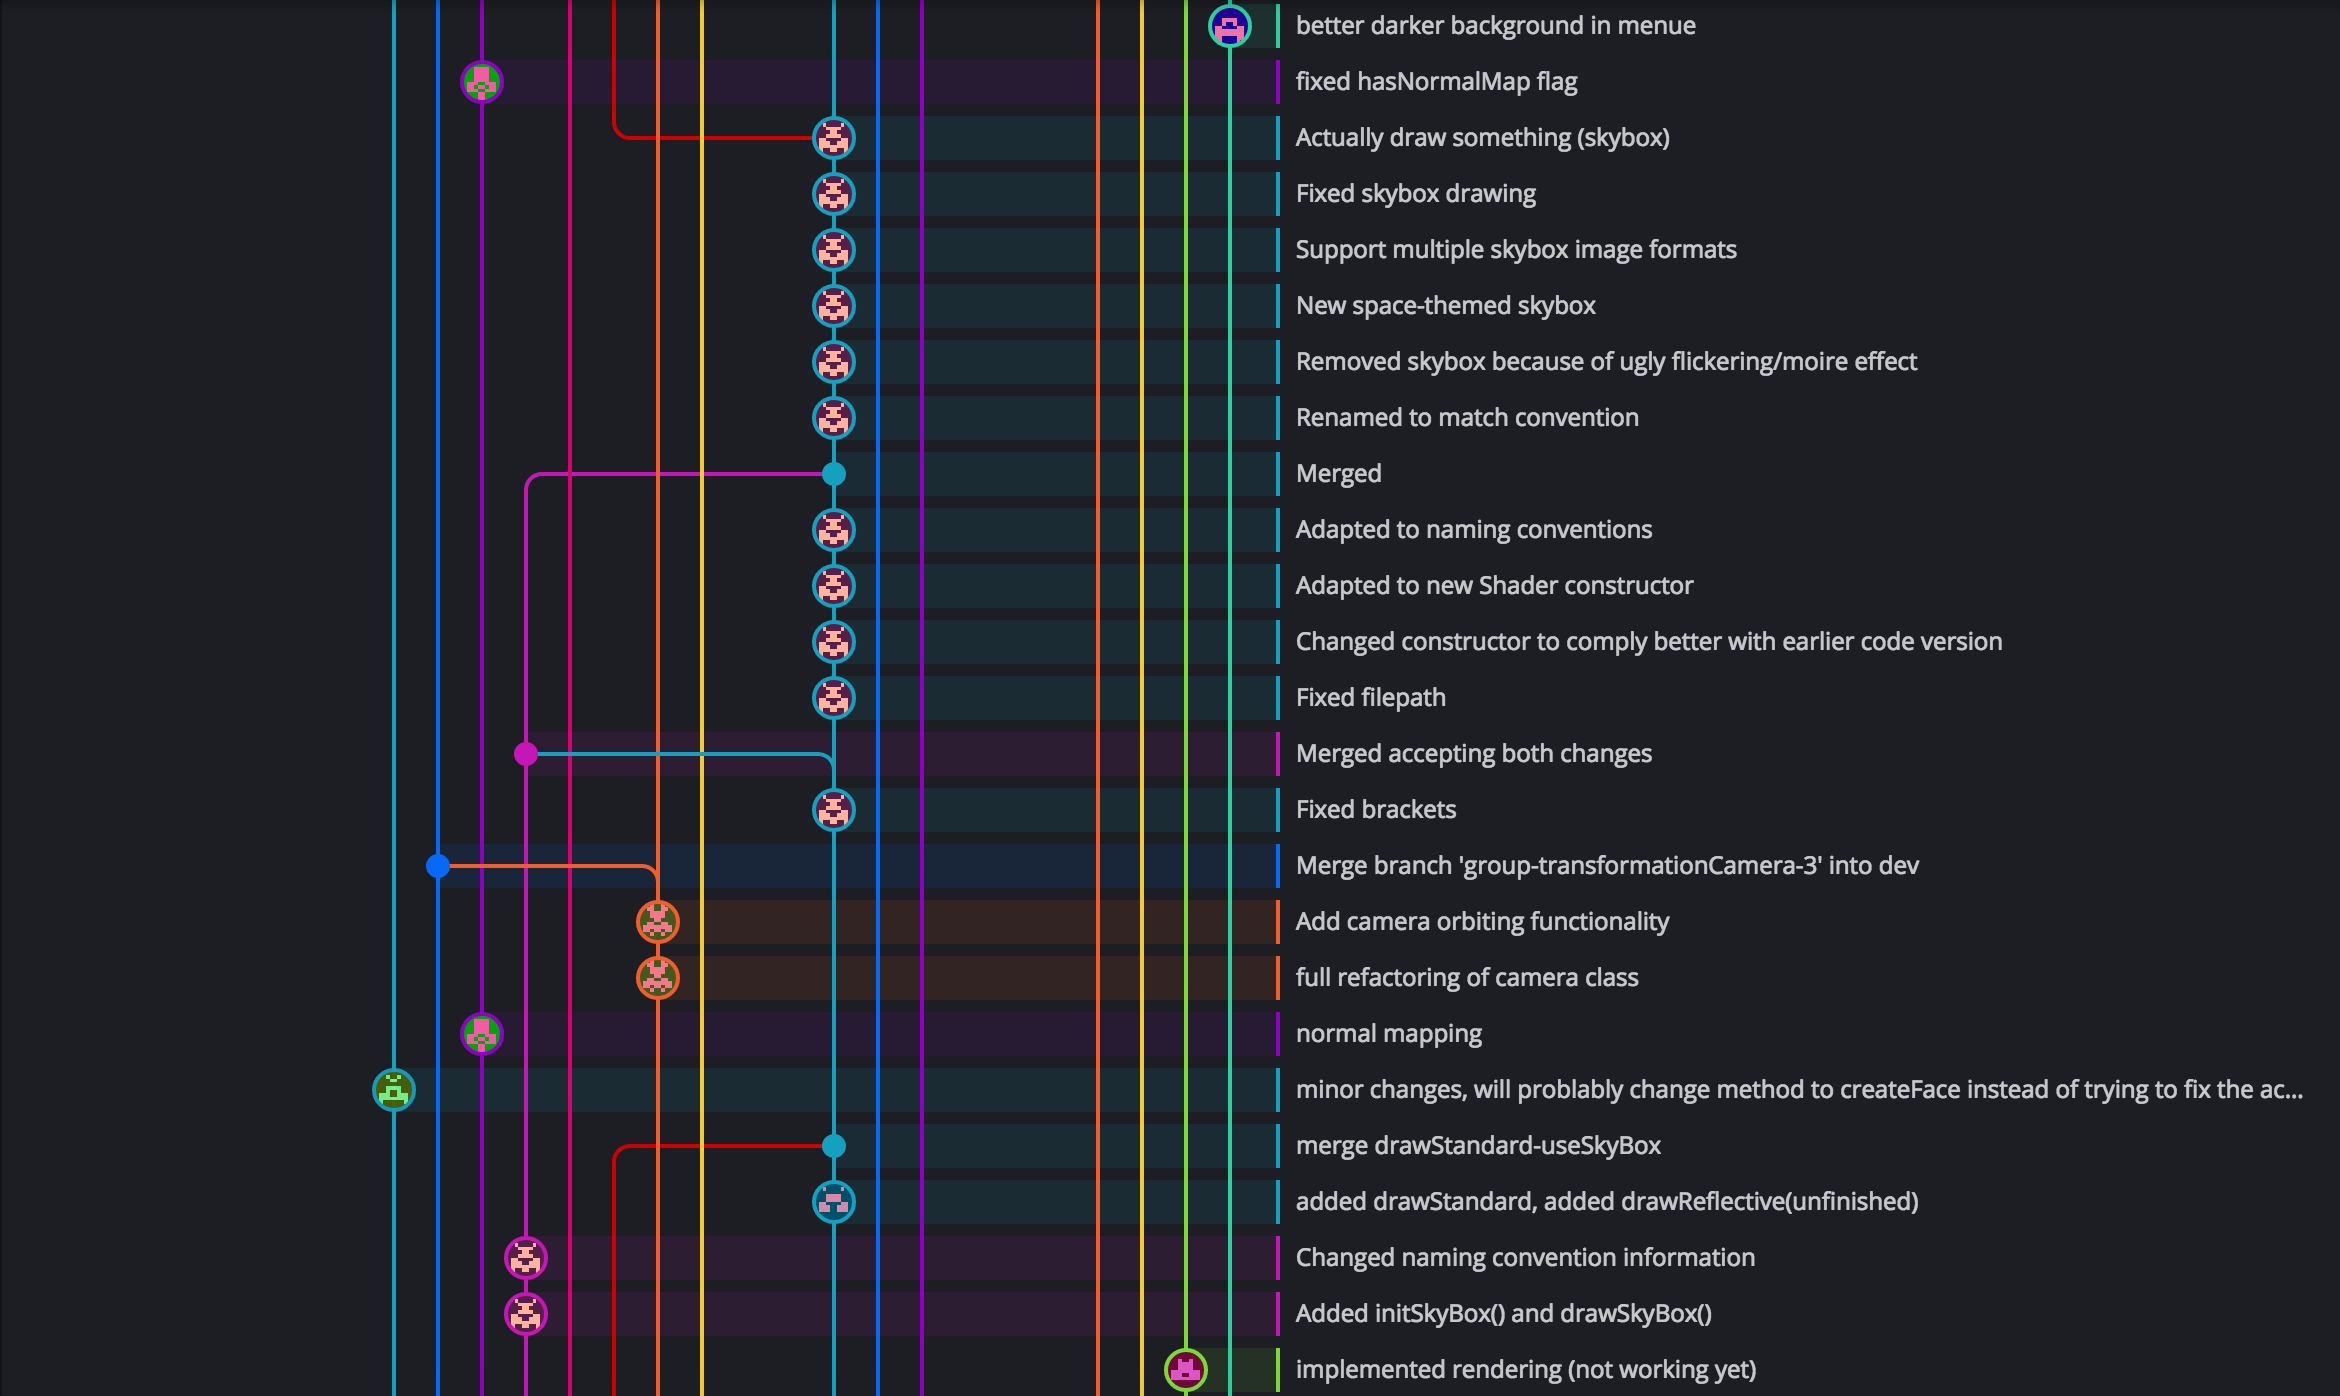 better darker background in menue
fixed hasNormalMap flag
Actually draw something (skybox)
Fixed skybox drawing
Support multiple skybox image formats
New space-themed skybox
Removed skybox because of ugly flickering/moire effect
Renamed to match convention
Merged
Adapted to naming conventions
Adapted to new Shader constructor
Changed constructor to comply better with earlier code version
Fixed filepath
Merged accepting both changes
Fixed brackets
Merge branch 'group-transformationCamera-3' into dev
Add camera orbiting functionality
full refactoring of camera class
normal mapping
minor changes, will problably change method to createFace instead of trying to fix the ac...
merge drawStandard-useSkyBox
added drawStandard, added drawReflective(unfinished)
Changed naming convention information
Added initSkyBox() and drawSkyBox()
implemented rendering (not working yet)